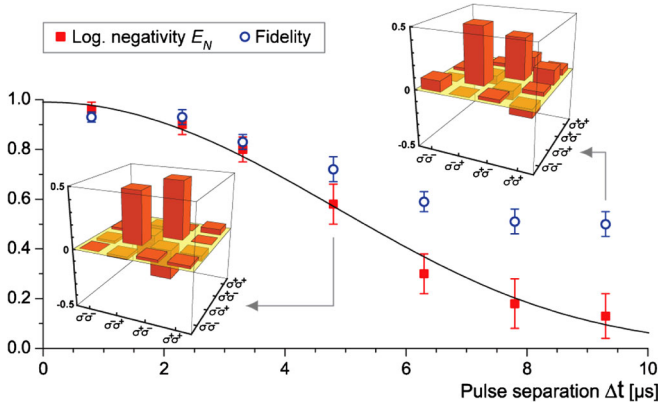 Log. negativity E_N
Fidelity
0.5
0
-0.5
σ⁻σ⁻ σ⁻σ⁺ σ⁺σ⁻ σ⁺σ⁺
σ⁻σ⁻ σ⁻σ⁺ σ⁺σ⁻ σ⁺σ⁺
1.0
0.8
0.6
0.4
0.2
0.0
0.5
0
-0.5
σ⁻σ⁻ σ⁻σ⁺ σ⁺σ⁻ σ⁺σ⁺
σ⁻σ⁻ σ⁻σ⁺ σ⁺σ⁻ σ⁺σ⁺
0 2 4 6 8 10
Pulse separation Δt [µs]